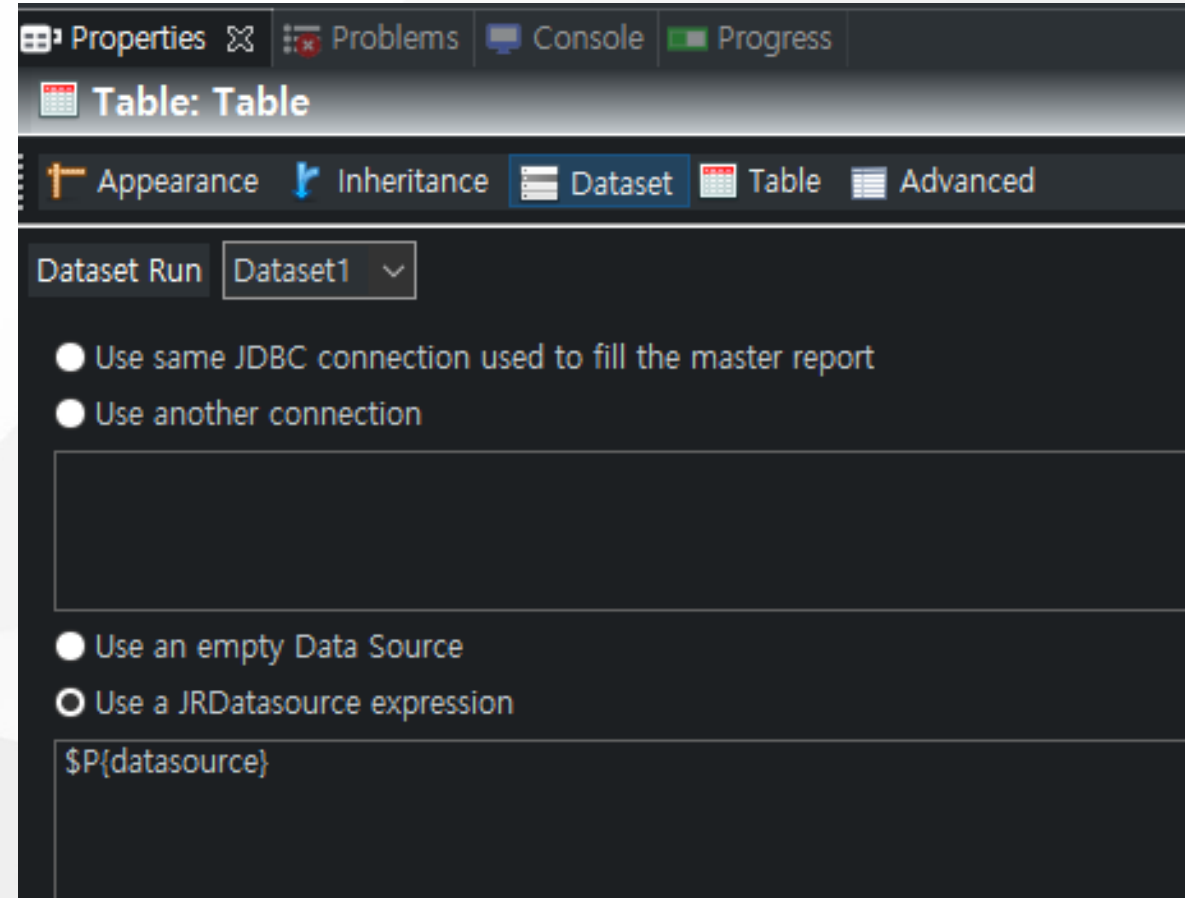 Properties Problems Console Progress
Table: Table
Appearance Inheritance Dataset Table Advanced
Dataset Run Dataset1
Use same JDBC connection used to fill the master report
Use another connection
Use an empty Data Source
Use a JRDatasource expression
$P{datasource}